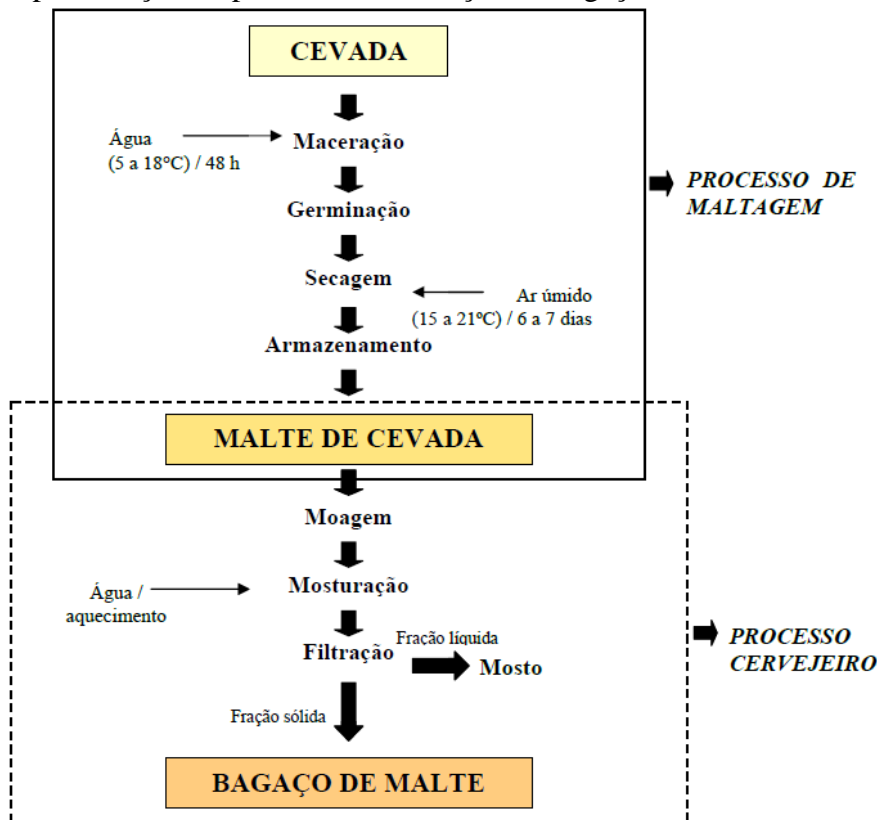 CEVADA
Água
(5 a 18ºC) / 48 h
Maceração
PROCESSO DE
MALTAGEM
Germinação
Secagem
Ar úmido
(15 a 21ºC) / 6 a 7 dias
Armazenamento
MALTE DE CEVADA
Moagem
Água /
aquecimento
Mosturação
Filtração
Fração líquida
Mosto
PROCESSO
CERVEJEIRO
Fração sólida
BAGAÇO DE MALTE